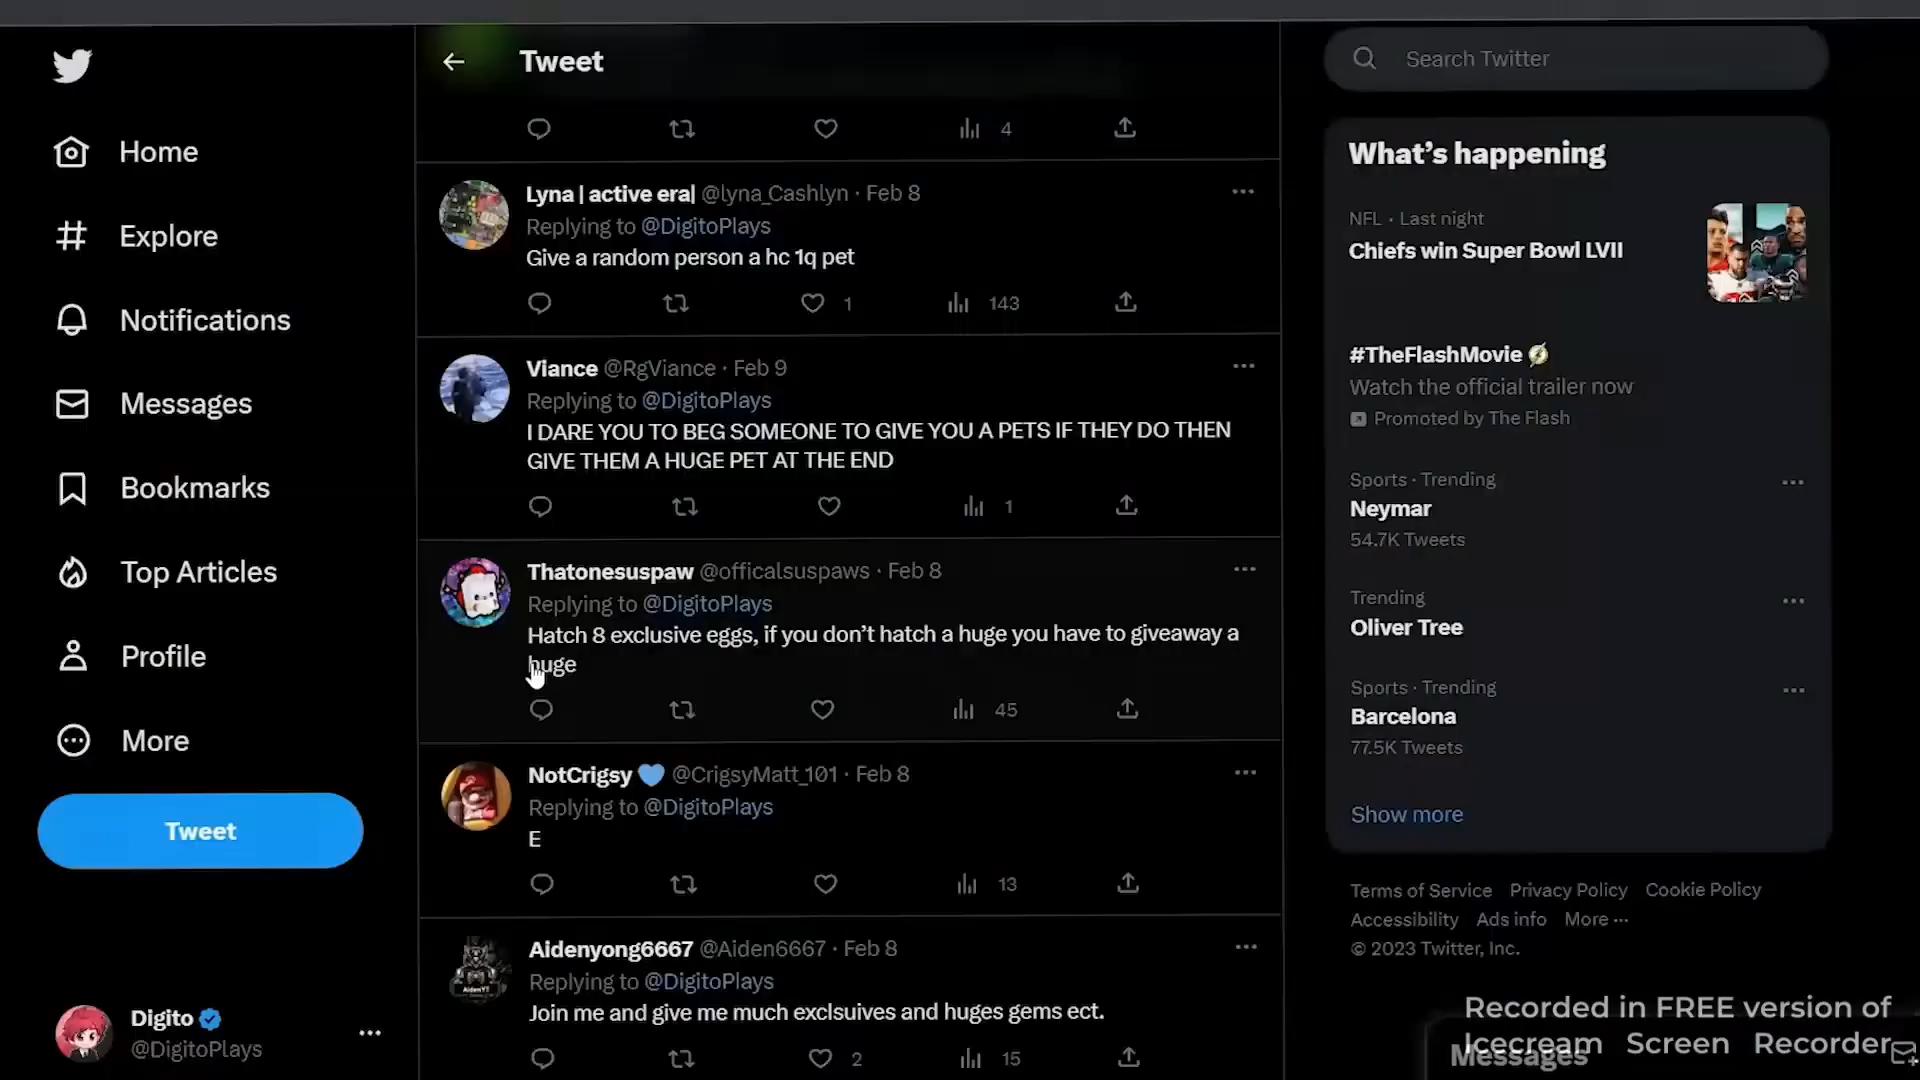 Tweet
Search Twitter
Home
Explore
Notifications
Messages
Bookmarks
Top Articles
Profile
More
Tweet
Digito
@DigitoPlays
4
Lyna | active era| @lyna_Cashlyn · Feb 8
Replying to @DigitoPlays
Give a random person a hc 1q pet
1 143
Viance @RgViance · Feb 9
Replying to @DigitoPlays
I DARE YOU TO BEG SOMEONE TO GIVE YOU A PETS IF THEY DO THEN
GIVE THEM A HUGE PET AT THE END
1
Thatonesuspaw @officalsuspaws · Feb 8
Replying to @DigitoPlays
Hatch 8 exclusive eggs, if you don't hatch a huge you have to giveaway a
huge
45
NotCrigsy 💙 @CrigsyMatt_101 · Feb 8
Replying to @DigitoPlays
E
13
Aidenyong6667 @Aiden6667 · Feb 8
Replying to @DigitoPlays
Join me and give me much exclsuives and huges gems ect.
2 15
What's happening
NFL · Last night
Chiefs win Super Bowl LVII
#TheFlashMovie
Watch the official trailer now
Promoted by The Flash
Sports · Trending
Neymar
54.7K Tweets
Trending
Oliver Tree
Sports · Trending
Barcelona
77.5K Tweets
Show more
Terms of Service Privacy Policy Cookie Policy
Accessibility Ads info More ···
© 2023 Twitter, Inc.
Recorded in FREE version of
Icecream Screen Recorder
Messages